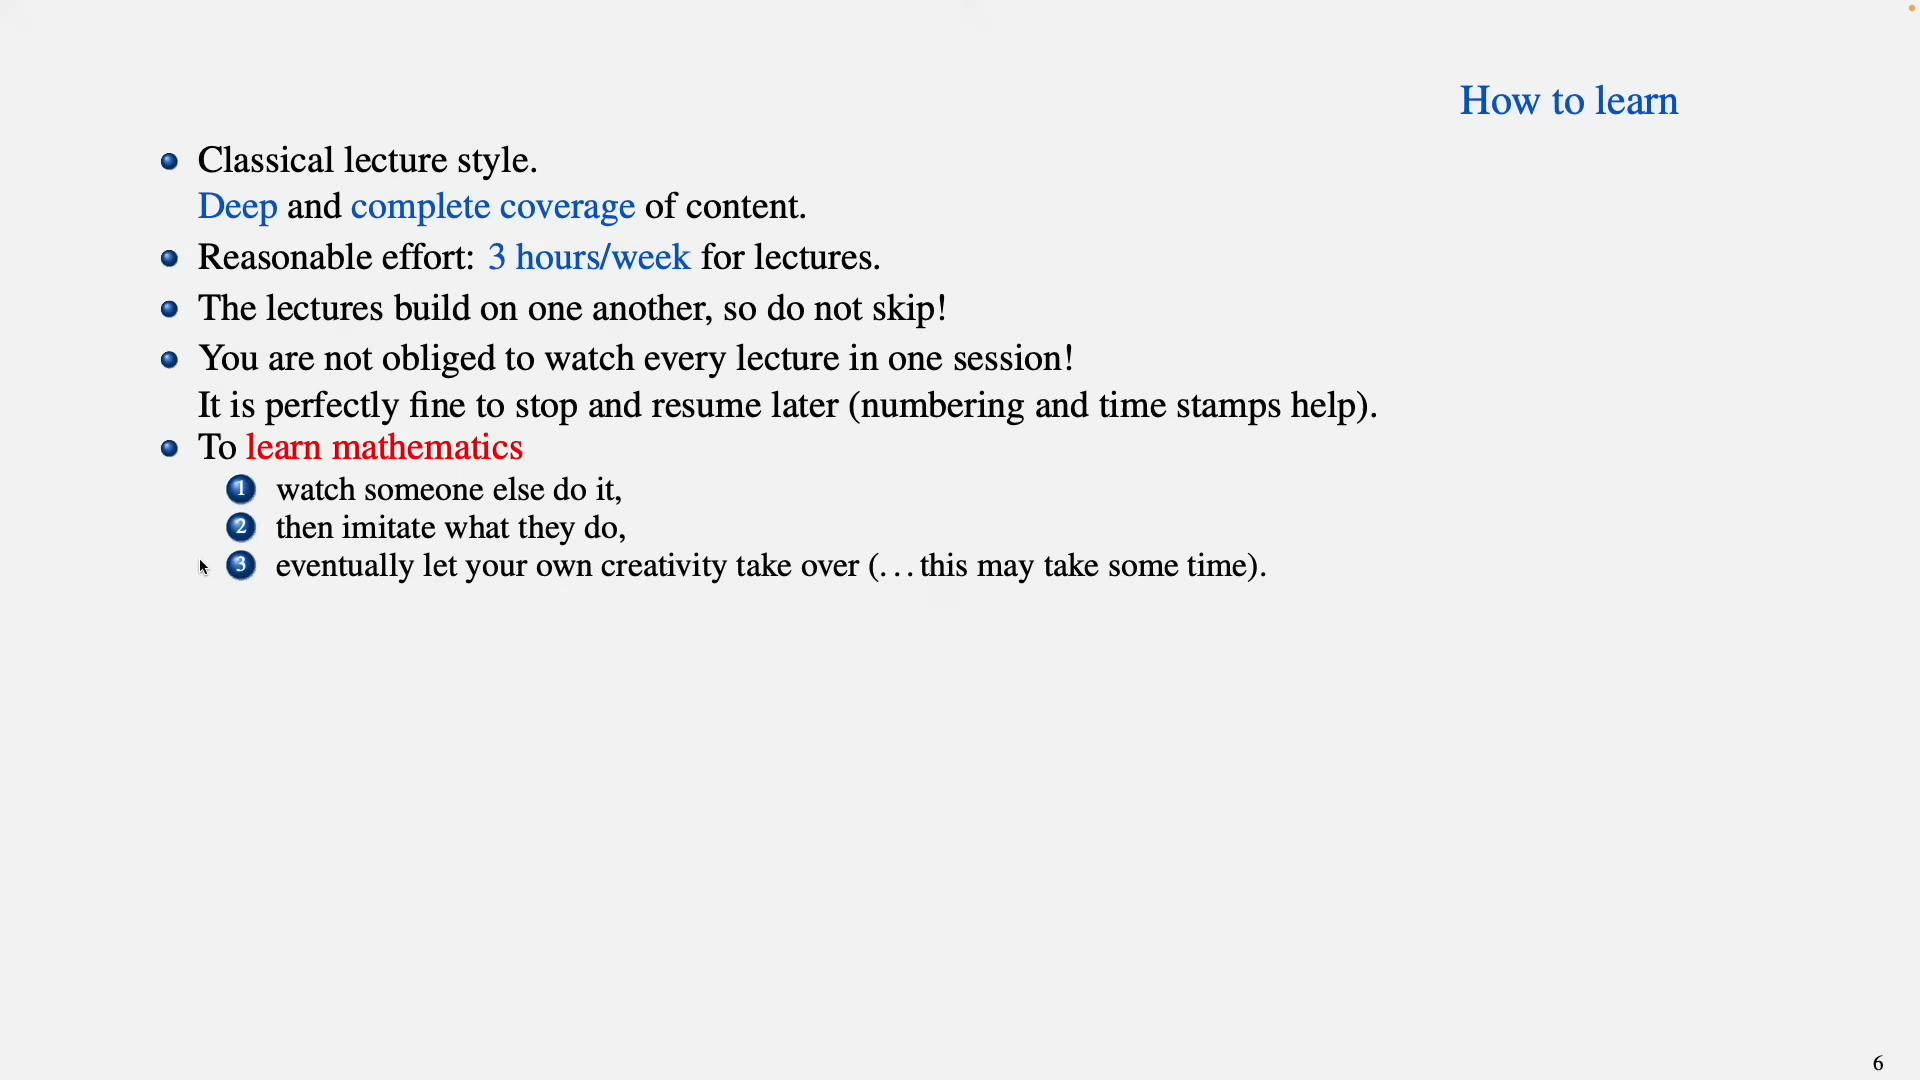 How to learn
Classical lecture style.
Deep and complete coverage of content.
Reasonable effort: 3 hours/week for lectures.
The lectures build on one another, so do not skip!
You are not obliged to watch every lecture in one session!
It is perfectly fine to stop and resume later (numbering and time stamps help).
To learn mathematics
1 watch someone else do it,
2 then imitate what they do,
3 eventually let your own creativity take over (. . . this may take some time).
6